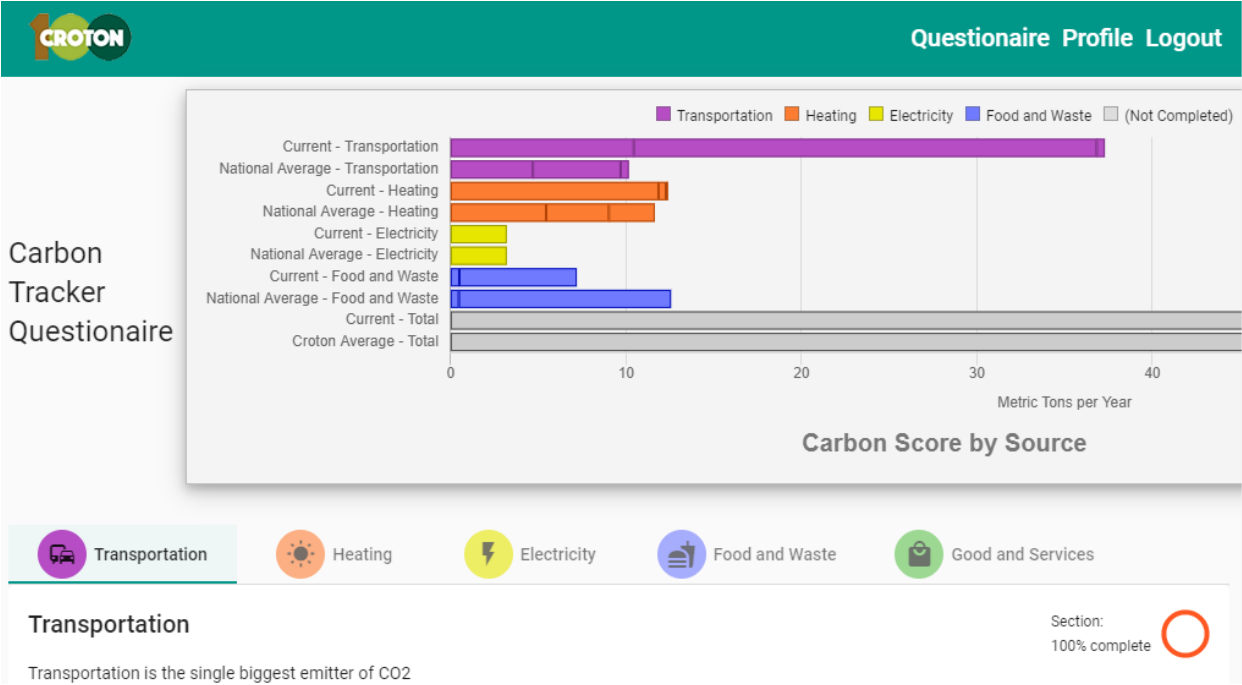 1CROTON
Questionaire Profile Logout
Carbon
Tracker
Questionaire
Transportation Heating Electricity Food and Waste (Not Completed)
Current - Transportation
National Average - Transportation
Current - Heating
National Average - Heating
Current - Electricity
National Average - Electricity
Current - Food and Waste
National Average - Food and Waste
Current - Total
Croton Average - Total
0 10 20 30 40
Metric Tons per Year
Carbon Score by Source
Transportation Heating Electricity Food and Waste Good and Services
Transportation
Section:
100% complete
Transportation is the single biggest emitter of CO2